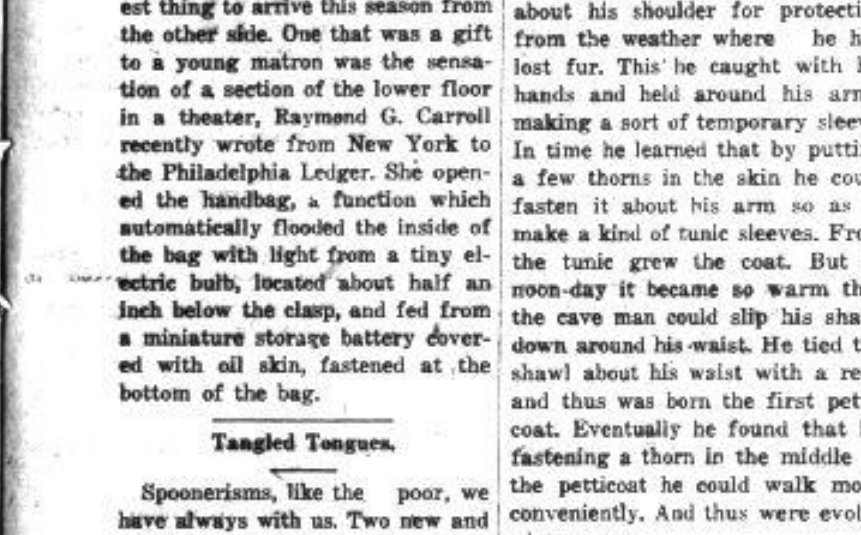 est thing to arrive this season from
the other side. One that was a gift
to a young matron was the sensa-
tion of a section of the lower floor
in a theater, Raymond G. Carroll
recently wrote from New York to
the Philadelphia Ledger. She open-
ed the handbag, a function which
automatically flooded the inside of
the bag with light from a tiny el-
ectric bulb, located about half an
inch below the clasp, and fed from
a miniature storage battery cover-
ed with oil skin, fastened at the
bottom of the bag.
Tangled Tongues.
Spoonerisms, like the poor, we
have always with us. Two new and
about his shoulder for protecti
from the weather where he h
lost fur. This he caught with
hands and held around his arm
making a sort of temporary sleev
In time he learned that by putti
a few thorns in the skin he cou
fasten it about his arm so as
make a kind of tunic sleeves. Fro
the tunic grew the coat. But
noon-day it became so warm th
the cave man could slip his sha
down around his waist. He tied t
shawl about his waist with a re
and thus was born the first pet
coat. Eventually he found that
fastening a thorn in the middle
the petticoat he could walk mo
conveniently. And thus were evol